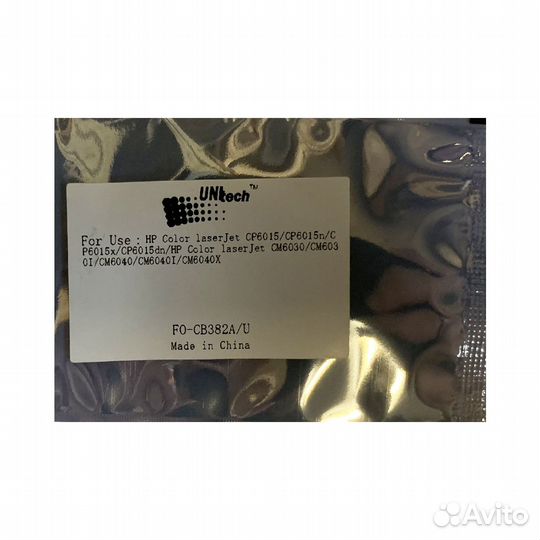 UNItech™
For Use : HP Color laserJet CP6015/CP6015n/C
P6015x/CP6015dn/HP Color laserJet CM6030/CM603
0I/CM6040/CM6040I/CM6040X
FO-CB382A/U
Made in China
Avito